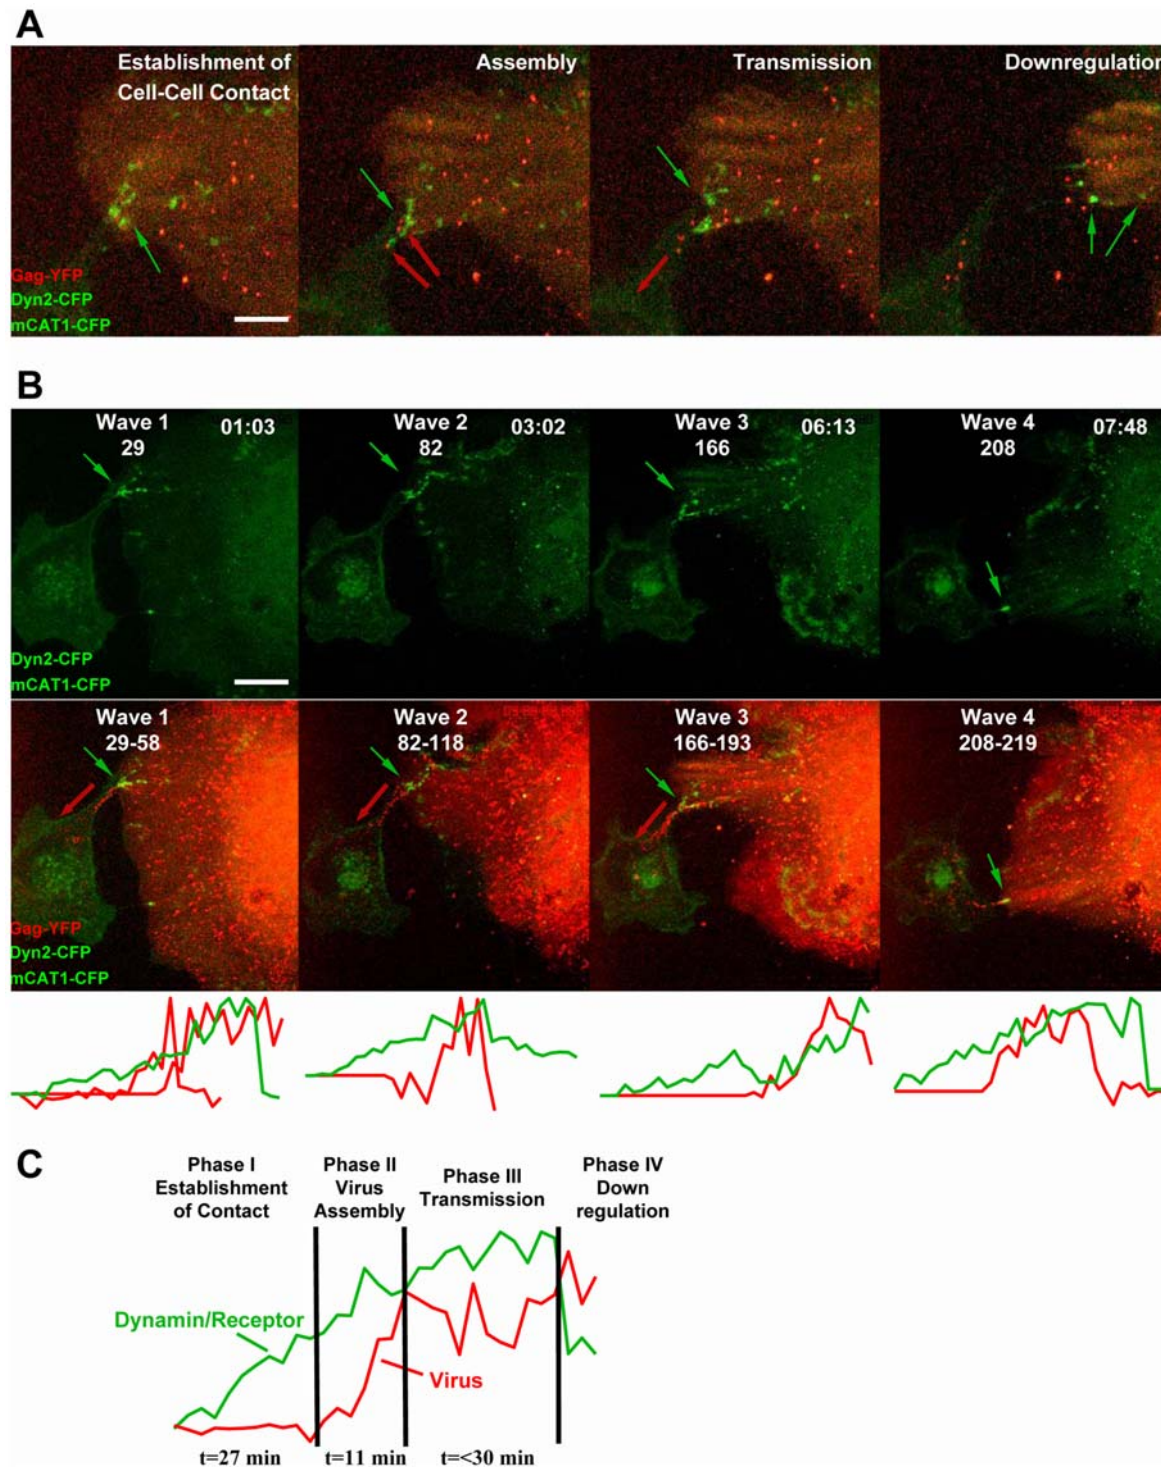 A
Establishment of
Cell-Cell Contact
Assembly
Transmission
Downregulation
Gag-YFP
Dyn2-CFP
mCAT1-CFP
B
Wave 1
29
01:03
Wave 2
82
03:02
Wave 3
166
06:13
Wave 4
208
07:48
Dyn2-CFP
mCAT1-CFP
Wave 1
29-58
Wave 2
82-118
Wave 3
166-193
Wave 4
208-219
Gag-YFP
Dyn2-CFP
mCAT1-CFP
C
Phase I
Establishment
of Contact
Phase II
Virus
Assembly
Phase III
Transmission
Phase IV
Down
regulation
Dynamin/Receptor
Virus
t=27 min
t=11 min
t=<30 min